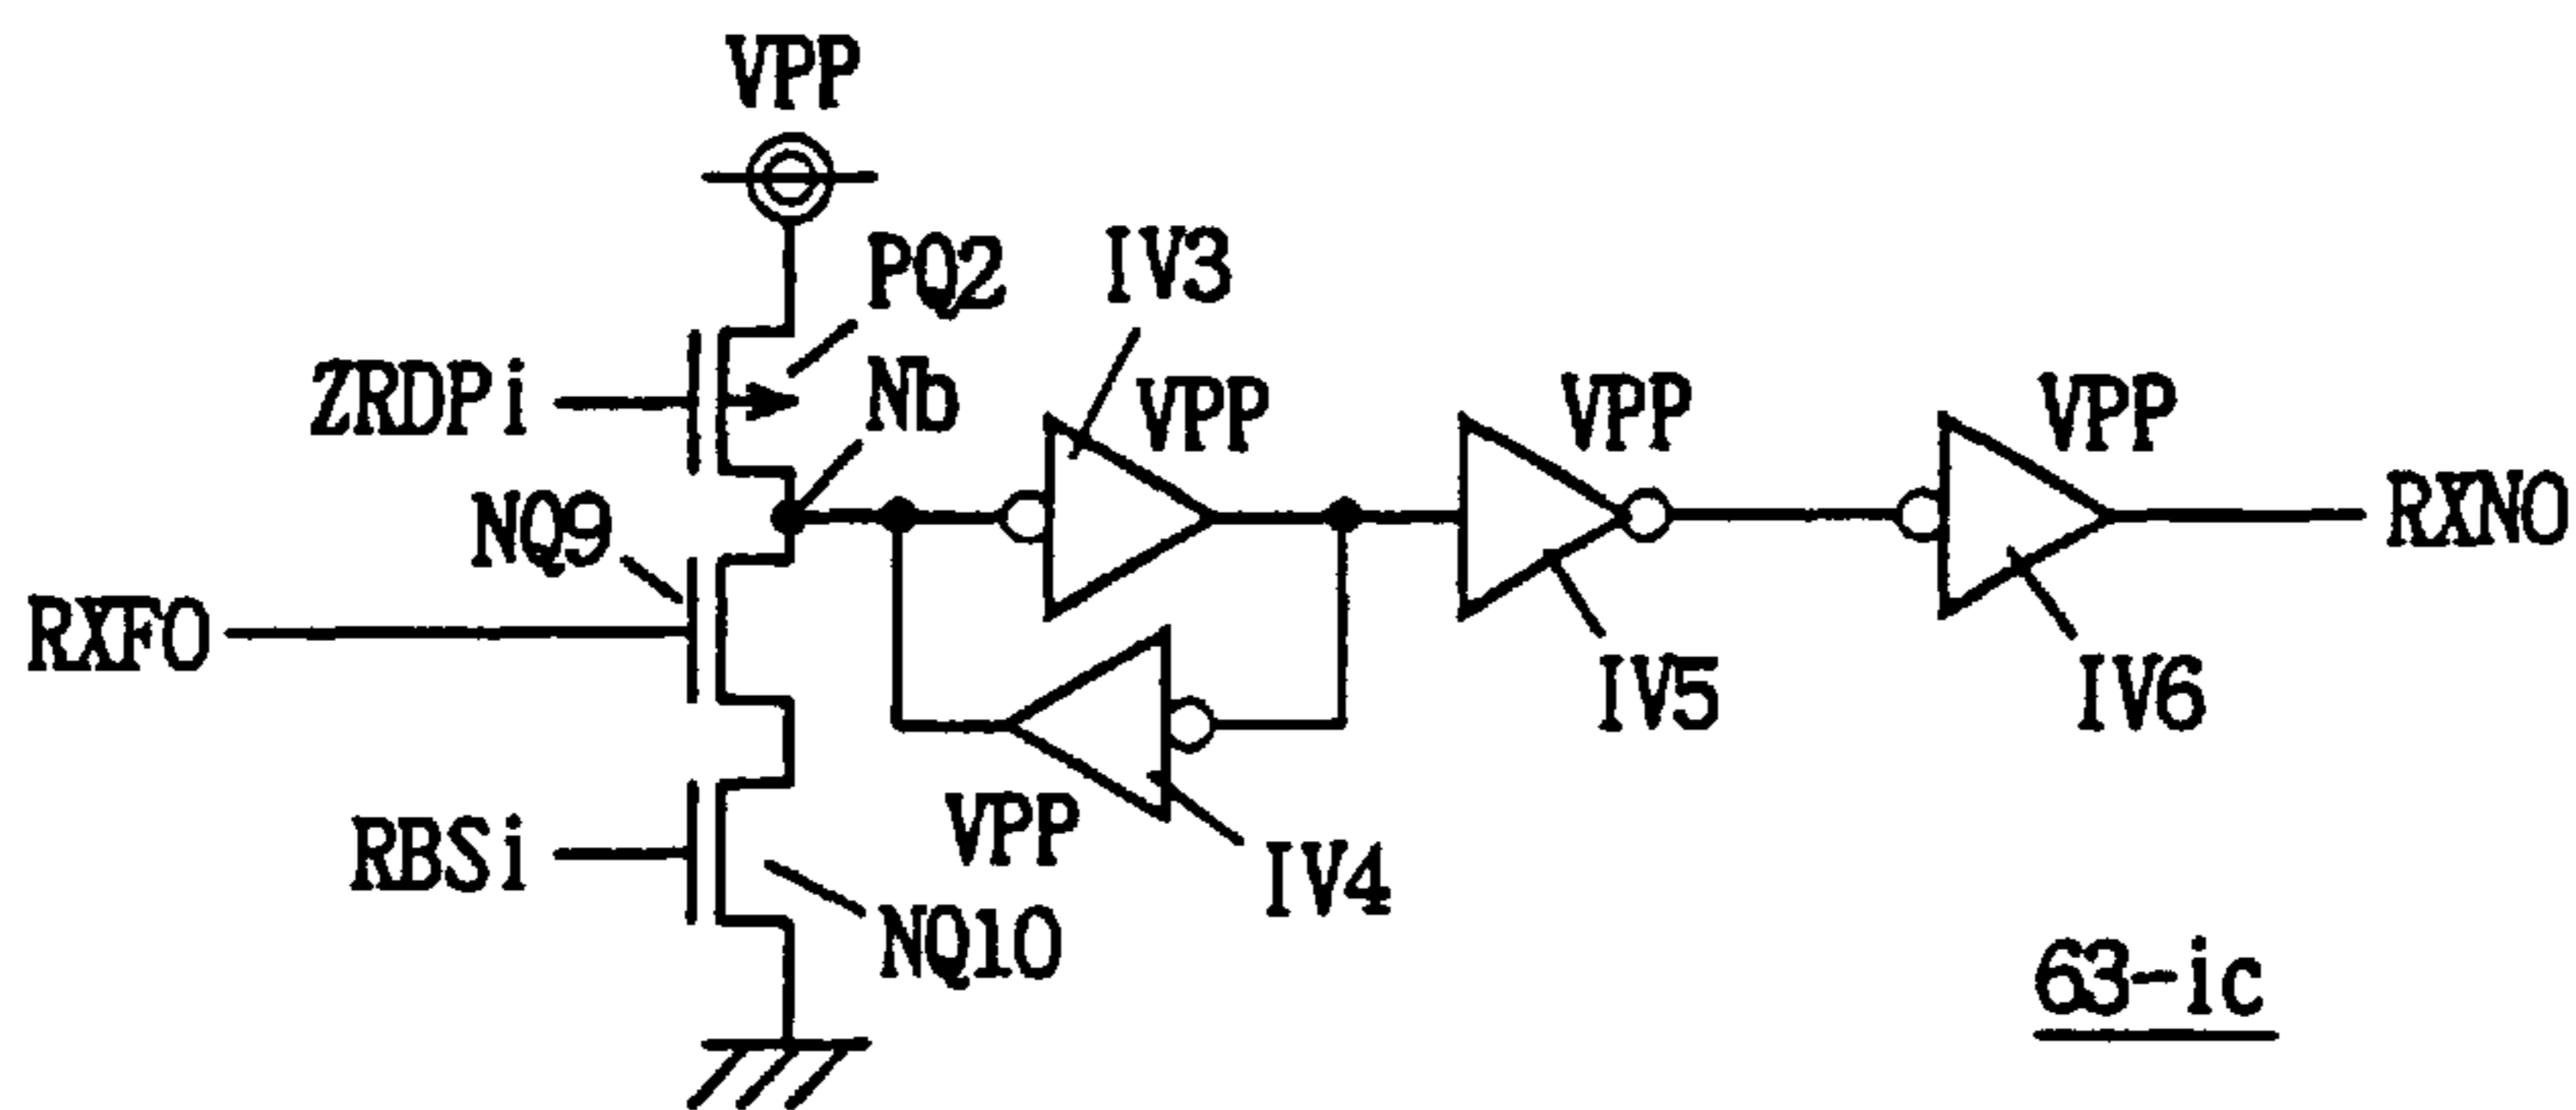 VPP
PQ2
IV3
ZRDPi
Nb
VPP
VPP
VPP
NQ9
RXNO
RXFO
IV5
IV6
RBSi
VPP
IV4
NQ10
63-ic